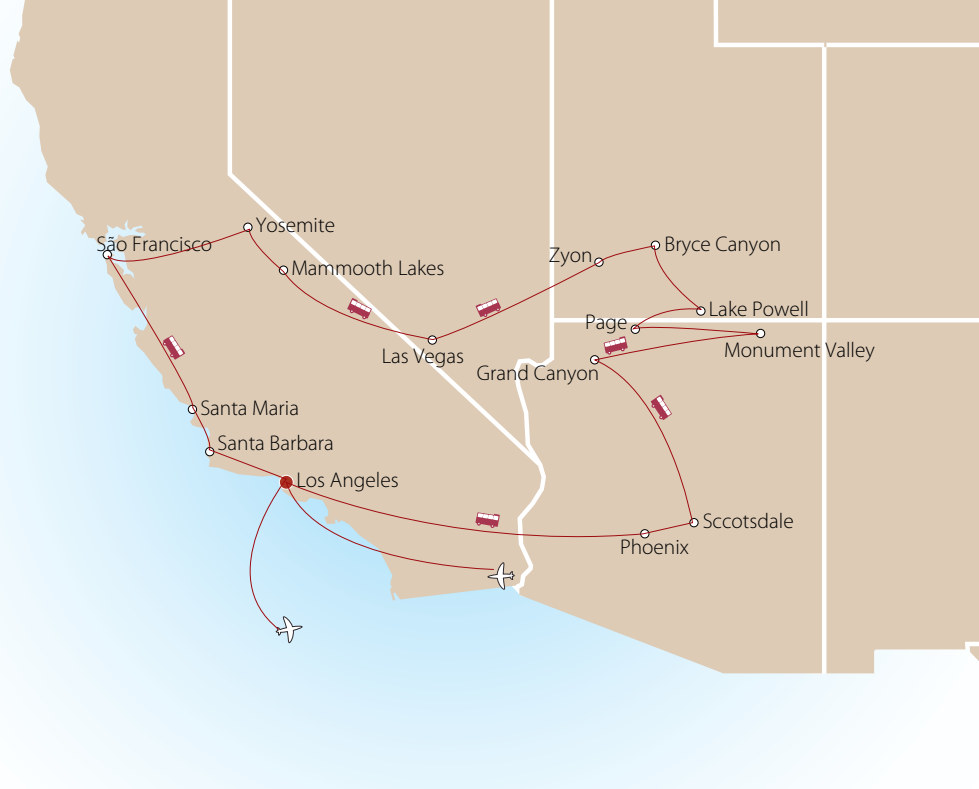 Yosemite
São Francisco
Bryce Canyon
Zyon
Mammooth Lakes
Lake Powell
Page
Monument Valley
Las Vegas
Grand Canyon
Santa Maria
Santa Barbara
Los Angeles
Sccotsdale
Phoenix